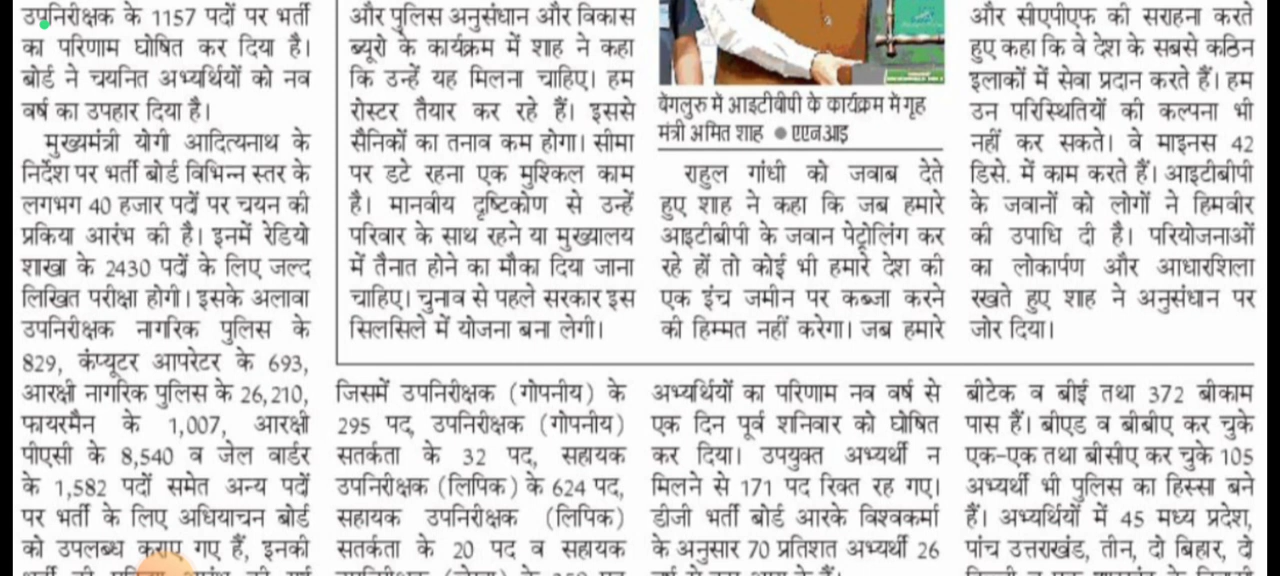 उपनिरीक्षक के 1157 पदों पर भर्ती
का परिणाम घोषित कर दिया है।
बोर्ड ने चयनित अभ्यर्थियों को नव
वर्ष का उपहार दिया है।
मुख्यमंत्री योगी आदित्यनाथ के
निर्देश पर भर्ती बोर्ड विभिन्न स्तर के
लगभग 40 हजार पदों पर चयन की
प्रक्रिया आरंभ की है। इनमें रेडियो
शाखा के 2430 पदों के लिए जल्द
लिखित परीक्षा होगी। इसके अलावा
उपनिरीक्षक नागरिक पुलिस के
829, कंप्यूटर आपरेटर के 693,
आरक्षी नागरिक पुलिस के 26,210,
फायरमैन के 1,007, आरक्षी
पीएसी के 8,540 व जेल वार्डर
के 1,582 पदों समेत अन्य पदों
पर भर्ती के लिए अधियाचन बोर्ड
को उपलब्ध कराए गए हैं, इनकी
और पुलिस अनुसंधान और विकास
ब्यूरो के कार्यक्रम में शाह ने कहा
कि उन्हें यह मिलना चाहिए। हम
रोस्टर तैयार कर रहे हैं। इससे
सैनिकों का तनाव कम होगा। सीमा
पर डटे रहना एक मुश्किल काम
है। मानवीय दृष्टिकोण से उन्हें
परिवार के साथ रहने या मुख्यालय
में तैनात होने का मौका दिया जाना
चाहिए। चुनाव से पहले सरकार इस
सिलसिले में योजना बना लेगी।
बेंगलुरु में आइटीबीपी के कार्यक्रम में गृह
मंत्री अमित शाह ● एएनआइ
राहुल गांधी को जवाब देते
हुए शाह ने कहा कि जब हमारे
आइटीबीपी के जवान पेट्रोलिंग कर
रहे हों तो कोई भी हमारे देश की
एक इंच जमीन पर कब्जा करने
की हिम्मत नहीं करेगा। जब हमारे
और सीएपीएफ की सराहना करते
हुए कहा कि वे देश के सबसे कठिन
इलाकों में सेवा प्रदान करते हैं। हम
उन परिस्थितियों की कल्पना भी
नहीं कर सकते। वे माइनस 42
डिसे. में काम करते हैं। आइटीबीपी
के जवानों को लोगों ने हिमवीर
की उपाधि दी है। परियोजनाओं
का लोकार्पण और आधारशिला
रखते हुए शाह ने अनुसंधान पर
जोर दिया।
जिसमें उपनिरीक्षक (गोपनीय) के
295 पद, उपनिरीक्षक (गोपनीय)
सतर्कता के 32 पद, सहायक
उपनिरीक्षक (लिपिक) के 624 पद,
सहायक उपनिरीक्षक (लिपिक)
सतर्कता के 20 पद व सहायक
अभ्यर्थियों का परिणाम नव वर्ष से
एक दिन पूर्व शनिवार को घोषित
कर दिया। उपयुक्त अभ्यर्थी न
मिलने से 171 पद रिक्त रह गए।
डीजी भर्ती बोर्ड आरके विश्वकर्मा
के अनुसार 70 प्रतिशत अभ्यर्थी 26
बीटेक व बीई तथा 372 बीकाम
पास हैं। बीएड व बीबीए कर चुके
एक-एक तथा बीसीए कर चुके 105
अभ्यर्थी भी पुलिस का हिस्सा बने
हैं। अभ्यर्थियों में 45 मध्य प्रदेश,
पांच उत्तराखंड, तीन, दो बिहार, दो